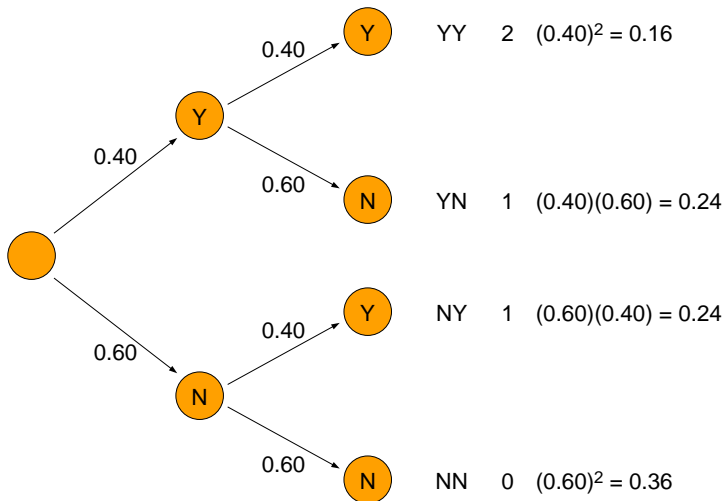 Y YY 2 (0.40)² = 0.16
0.40
Y
0.40
0.60
N YN 1 (0.40)(0.60) = 0.24
Y NY 1 (0.60)(0.40) = 0.24
0.40
0.60
N
0.60
N NN 0 (0.60)² = 0.36